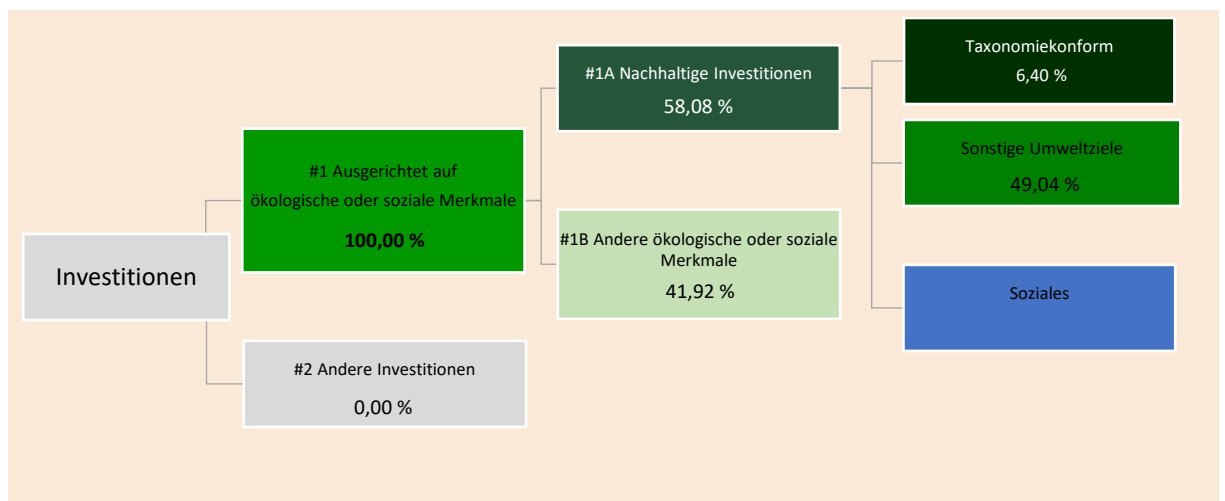 Investitionen
#1 Ausgerichtet auf
ökologische oder soziale Merkmale
100,00 %
#2 Andere Investitionen
0,00 %
#1A Nachhaltige Investitionen
58,08 %
#1B Andere ökologische oder soziale
Merkmale
41,92 %
Taxonomiekonform
6,40 %
Sonstige Umweltziele
49,04 %
Soziales